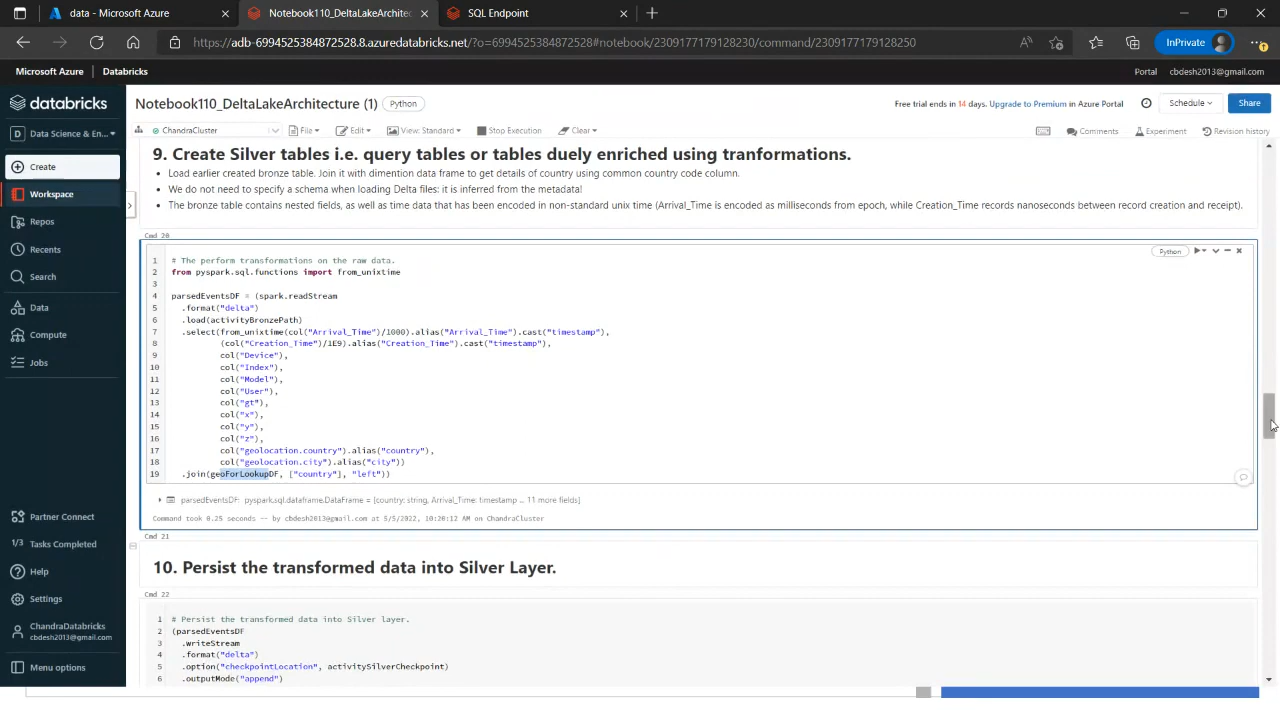 data - Microsoft Azure
Notebook110_DeltaLakeArchitec
SQL Endpoint
https://adb-6994525384872528.8.azuredatabricks.net/?o=6994525384872528#notebook/2309177179128230/command/2309177179128250
InPrivate
Microsoft Azure
Databricks
Portal
cbdesh2013@gmail.com
databricks
Notebook110_DeltaLakeArchitecture (1)
Python
Free trial ends in 14 days. Upgrade to Premium in Azure Portal
Schedule
Share
D Data Science & En...
ChandraCluster
File
Edit
View: Standard
Stop Execution
Clear
Comments
Experiment
Revision history
Create
Workspace
Repos
Recents
Search
Data
Compute
Jobs
Partner Connect
1/3 Tasks Completed
Help
Settings
ChandraDatabricks
cbdesh2013@gmail.com
Menu options
9. Create Silver tables i.e. query tables or tables duely enriched using tranformations.
• Load earlier created bronze table. Join it with dimention data frame to get details of country using common country code column.
• We do not need to specify a schema when loading Delta files: it is inferred from the metadata!
• The bronze table contains nested fields, as well as time data that has been encoded in non-standard unix time (Arrival_Time is encoded as milliseconds from epoch, while Creation_Time records nanoseconds between record creation and receipt).
Cmd 20
Python
1 # The perform transformations on the raw data.
2 from pyspark.sql.functions import from_unixtime
3
4 parsedEventsDF = (spark.readStream
5 .format("delta")
6 .load(activityBronzePath)
7 .select(from_unixtime(col("Arrival_Time")/1000).alias("Arrival_Time").cast("timestamp"),
8 (col("Creation_Time")/1E9).alias("Creation_Time").cast("timestamp"),
9 col("Device"),
10 col("Index"),
11 col("Model"),
12 col("User"),
13 col("gt"),
14 col("x"),
15 col("y"),
16 col("z"),
17 col("geolocation.country").alias("country"),
18 col("geolocation.city").alias("city"))
19 .join(geoForLookupDF, ["country"], "left"))
parsedEventsDF: pyspark.sql.dataframe.DataFrame = [country: string, Arrival_Time: timestamp ... 11 more fields]
Command took 0.25 seconds -- by cbdesh2013@gmail.com at 5/5/2022, 10:20:12 AM on ChandraCluster
Cmd 21
10. Persist the transformed data into Silver Layer.
Cmd 22
1 # Persist the transformed data into Silver layer.
2 (parsedEventsDF
3 .writeStream
4 .format("delta")
5 .option("checkpointLocation", activitySilverCheckpoint)
6 .outputMode("append")